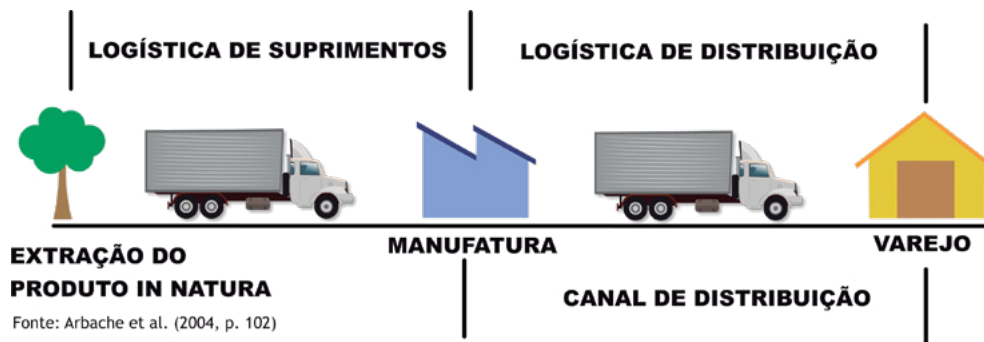 LOGÍSTICA DE SUPRIMENTOS
LOGÍSTICA DE DISTRIBUIÇÃO
EXTRAÇÃO DO
PRODUTO IN NATURA
MANUFATURA
VAREJO
CANAL DE DISTRIBUIÇÃO
Fonte: Arbache et al. (2004, p. 102)